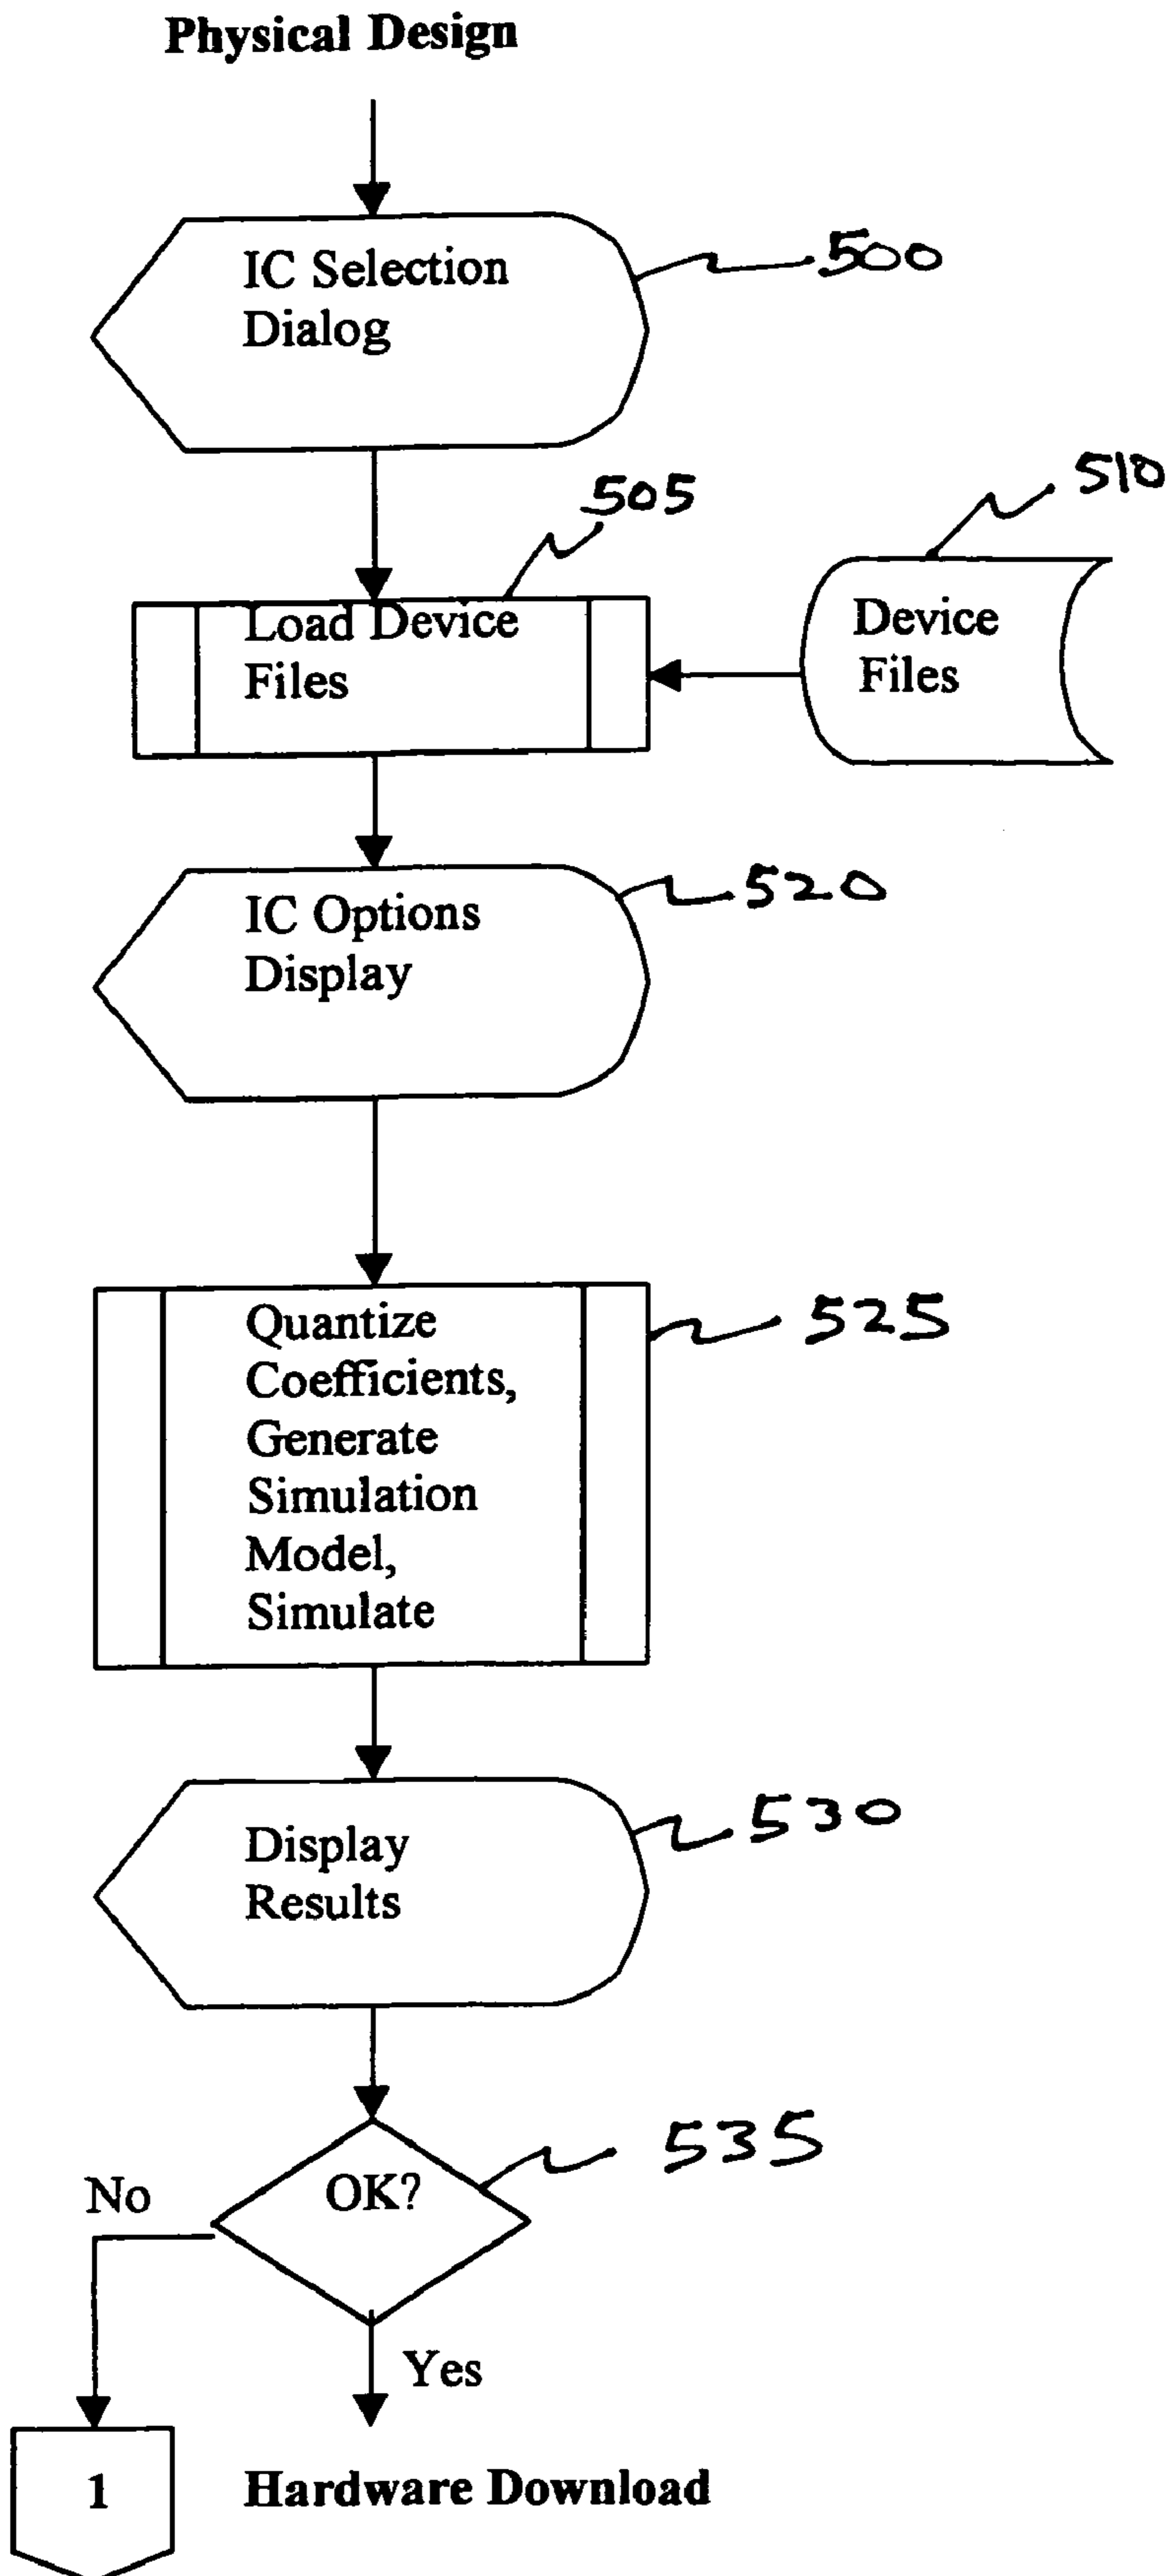 Physical Design
IC Selection
Dialog
500
505
510
Load Device
Files
Device
Files
520
IC Options
Display
525
Quantize
Coefficients,
Generate
Simulation
Model,
Simulate
530
Display
Results
535
OK?
No
Yes
1
Hardware Download